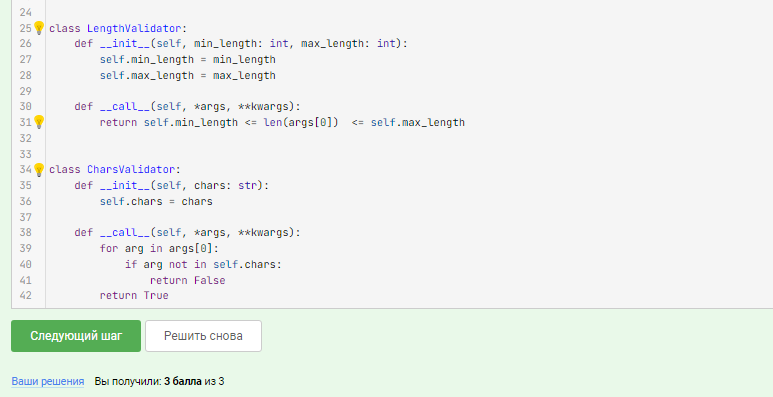 24
25 class LengthValidator:
26     def __init__(self, min_length: int, max_length: int):
27         self.min_length = min_length
28         self.max_length = max_length
29
30     def __call__(self, *args, **kwargs):
31         return self.min_length <= len(args[0])  <= self.max_length
32
33
34 class CharsValidator:
35     def __init__(self, chars: str):
36         self.chars = chars
37
38     def __call__(self, *args, **kwargs):
39         for arg in args[0]:
40             if arg not in self.chars:
41                 return False
42         return True
Следующий шаг Решить снова
Ваши решения Вы получили: 3 балла из 3